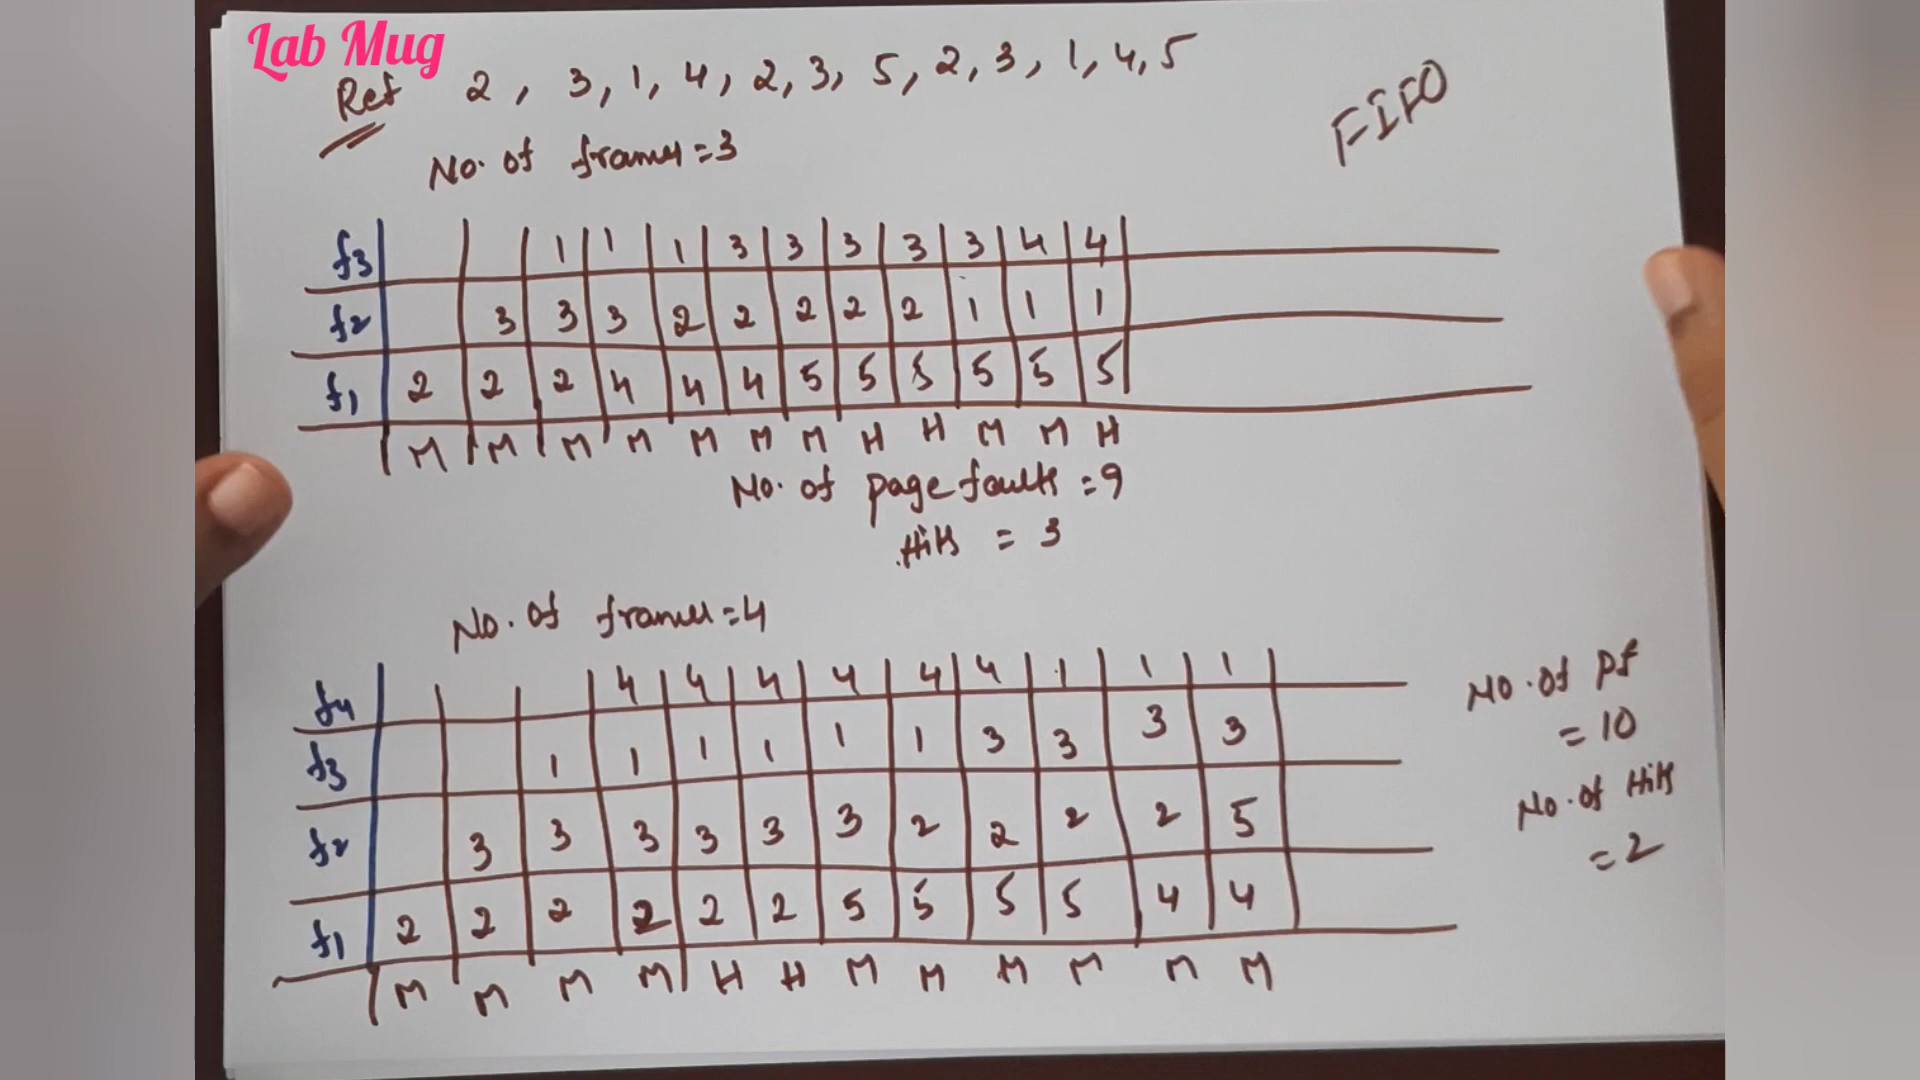 Lab Mug
Ref 2, 3, 1, 4, 2, 3, 5, 2, 3, 1, 4, 5
FIFO
No. of frames = 3
f3 1 1 1 3 3 3 3 3 4 4
f2 3 3 3 2 2 2 2 2 1 1 1
f1 2 2 2 4 4 4 5 5 5 5 5 5
M M M M M M M H H M M H
No. of page faults = 9
Hits = 3
No. of frames = 4
f4 4 4 4 4 4 4 1 1 1
f3 1 1 1 1 1 1 3 3 3 3
f2 3 3 3 3 3 3 2 2 2 2 5
f1 2 2 2 2 2 2 5 5 5 5 4 4
M M M M H H M M M M M M
No. of Pf
= 10
No. of Hits
= 2